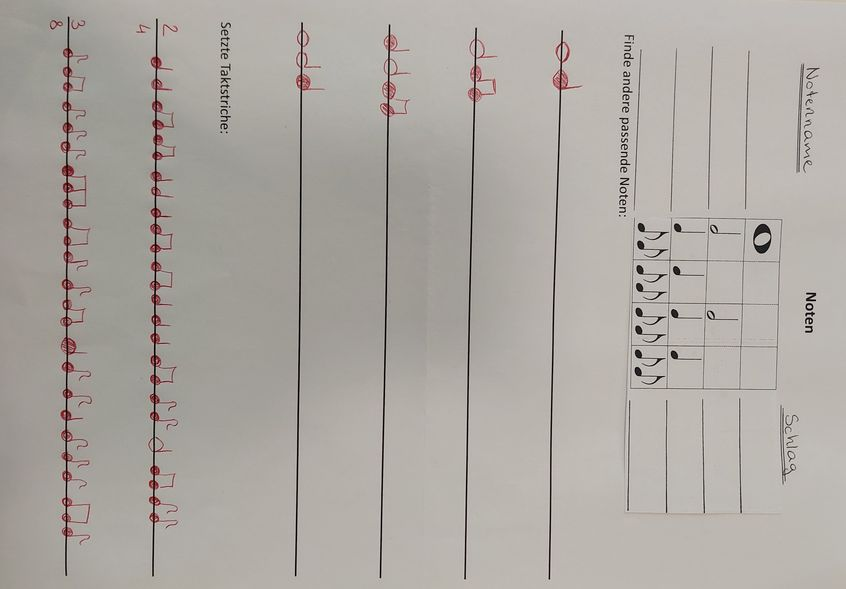 Noten
Notenname
Schlag
Finde andere passende Noten:
Setzte Taktstriche:
2
4
3
8